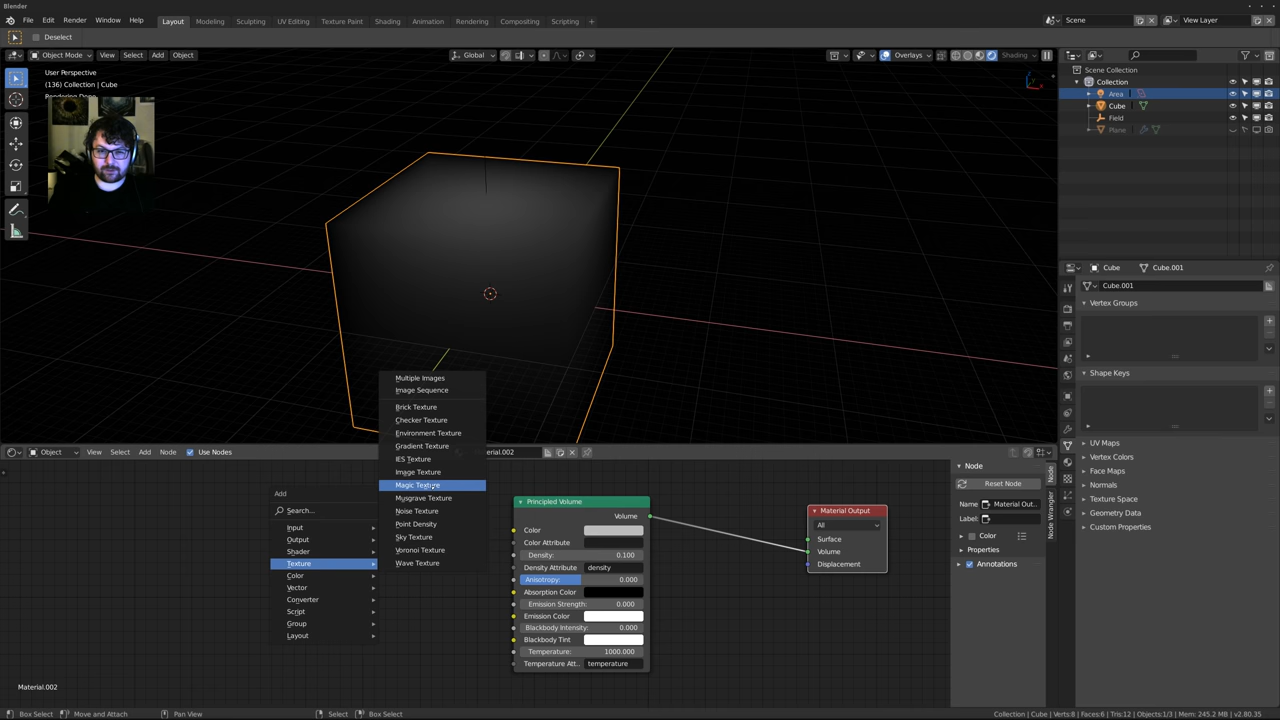 Blender
File Edit Render Window Help Layout Modeling Sculpting UV Editing Texture Paint Shading Animation Rendering Compositing Scripting + Scene View Layer
Deselect
Object Mode View Select Add Object Global Overlays Shading
User Perspective
(136) Collection | Cube
Rendering Done
Scene Collection
Collection
Area
Cube
Field
Plane
Cube Cube.001
Cube.001
Vertex Groups
Shape Keys
UV Maps
Vertex Colors
Face Maps
Normals
Texture Space
Geometry Data
Custom Properties
Object View Select Add Node Use Nodes erial.002
Add
Search...
Input
Output
Shader
Texture
Color
Vector
Converter
Script
Group
Layout
Multiple Images
Image Sequence
Brick Texture
Checker Texture
Environment Texture
Gradient Texture
IES Texture
Image Texture
Magic Texture
Musgrave Texture
Noise Texture
Point Density
Sky Texture
Voronoi Texture
Wave Texture
Principled Volume
Volume
Color
Color Attribute
Density: 0.100
Density Attribute density
Anisotropy: 0.000
Absorption Color
Emission Strength: 0.000
Emission Color
Blackbody Intensity: 0.000
Blackbody Tint
Temperature: 1000.000
Temperature Att.. temperature
Material Output
All
Surface
Volume
Displacement
Node
Reset Node
Name: Material Out..
Label:
Color
Properties
Annotations
Node
Node Wrangler
Material.002
Box Select Move and Attach Pan View Select Box Select Collection | Cube | Verts:8 | Faces:6 | Tris:12 | Objects:1/3 | Mem: 245.2 MB | v2.80.35